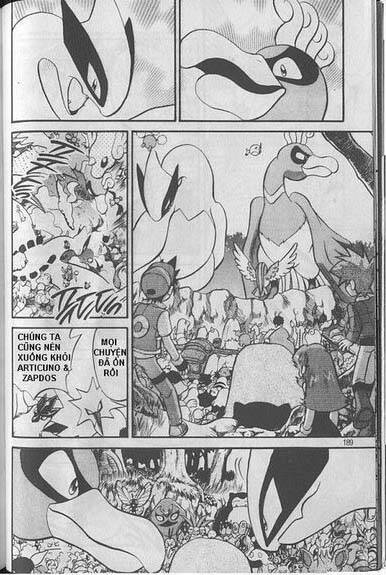 MỌI
CHUYỆN
ĐÃ ỔN
RỒI
CHÚNG TA
CŨNG NÊN
XUỐNG KHỎI
ARTICUNO &
ZAPDOS
189